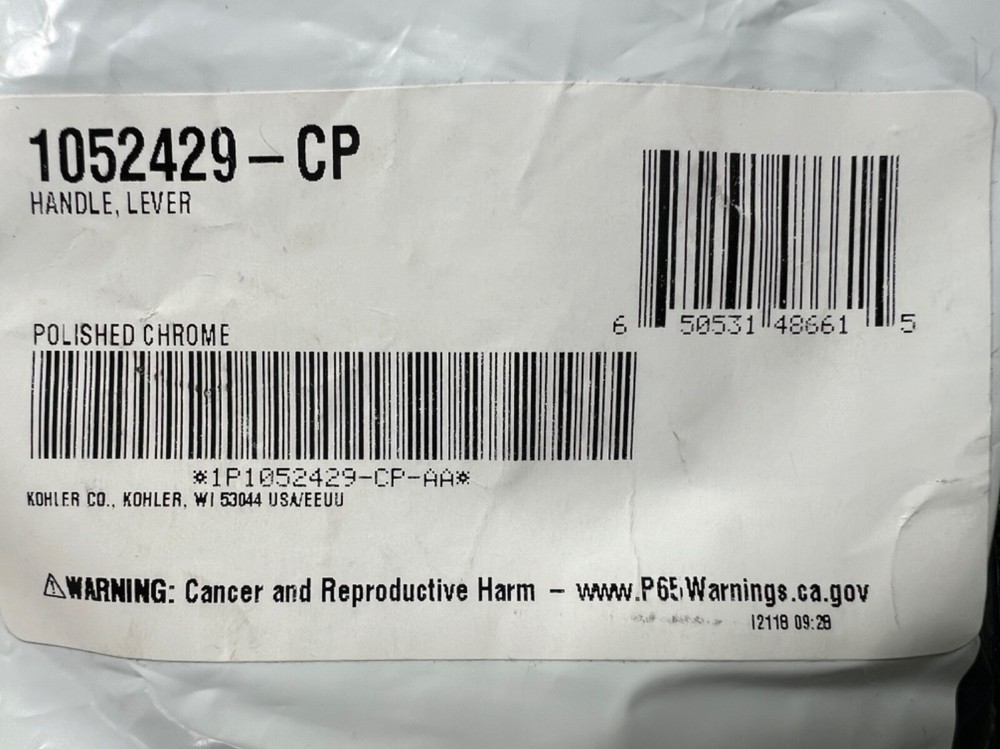 1052429-CP
HANDLE, LEVER
6 50531 48661 5
POLISHED CHROME
*1P1052429-CP-AA*
KOHLER CO., KOHLER, WI 53044 USA/EEUU
⚠WARNING: Cancer and Reproductive Harm - www.P65Warnings.ca.gov
12118 09:28